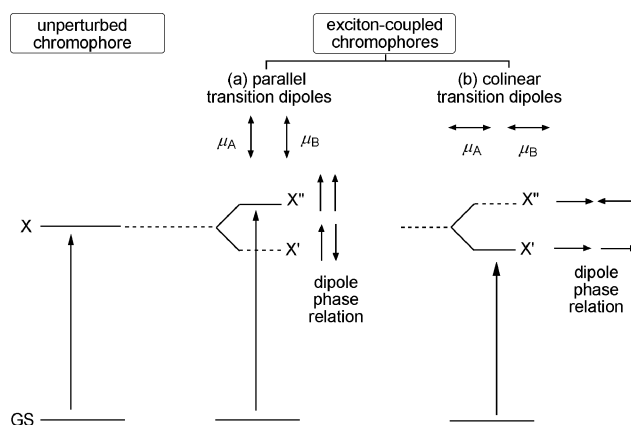 unperturbed
chromophore
exciton-coupled
chromophores
(a) parallel
transition dipoles
(b) colinear
transition dipoles
μA μB
μA μB
X
X"
X'
dipole
phase
relation
X"
X'
dipole
phase
relation
GS